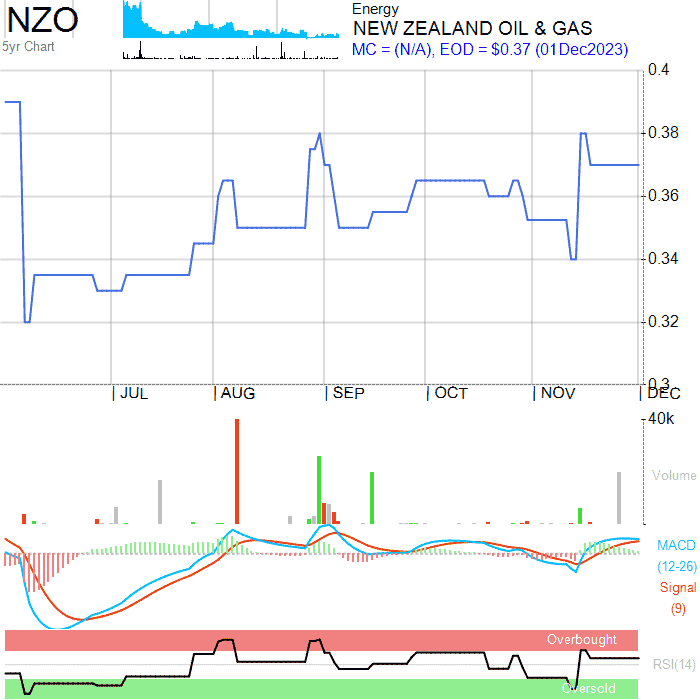 NZO
5yr Chart
Energy
NEW ZEALAND OIL & GAS
MC = (N/A), EOD = $0.37 (01Dec2023)
0.4
0.38
0.36
0.34
0.32
0.3
JUL
AUG
SEP
OCT
NOV
DEC
40k
Volume
MACD
(12-26)
Signal
(9)
Overbought
RSI(14)
Oversold